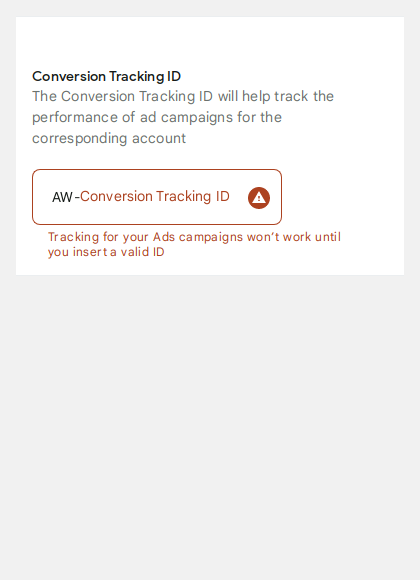 Conversion Tracking ID
The Conversion Tracking ID will help track the
performance of ad campaigns for the
corresponding account
AW-Conversion Tracking ID
Tracking for your Ads campaigns won’t work until
you insert a valid ID